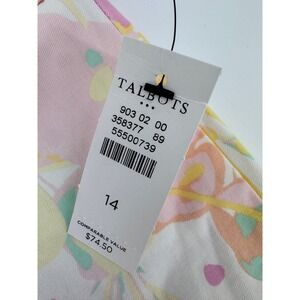 TALBOTS
903 02 00
358377 89
55500739
14
COMPARABLE VALUE
$74.50